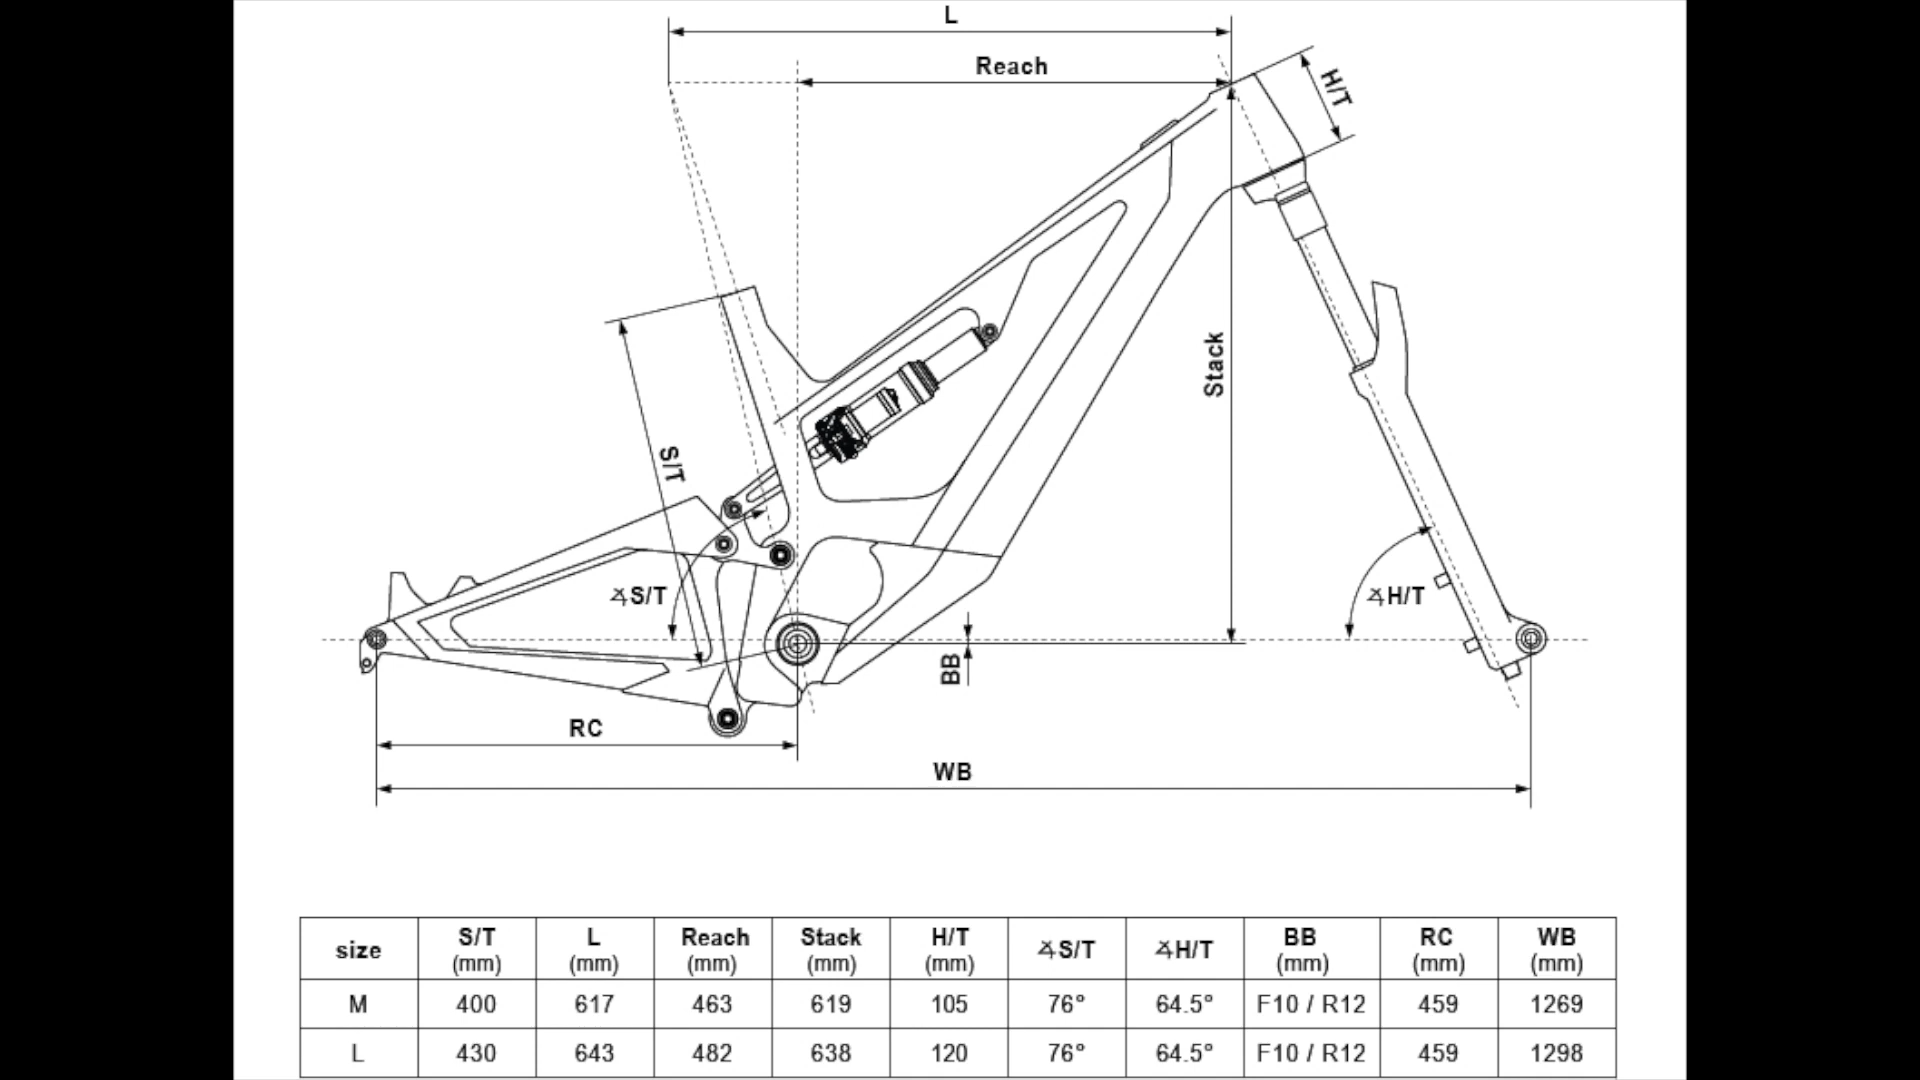 L
Reach
H/T
Stack
S/T
∡S/T
∡H/T
BB
RC
WB
size S/T (mm) L (mm) Reach (mm) Stack (mm) H/T (mm) ∡S/T ∡H/T BB (mm) RC (mm) WB (mm)
M 400 617 463 619 105 76° 64.5° F10 / R12 459 1269
L 430 643 482 638 120 76° 64.5° F10 / R12 459 1298